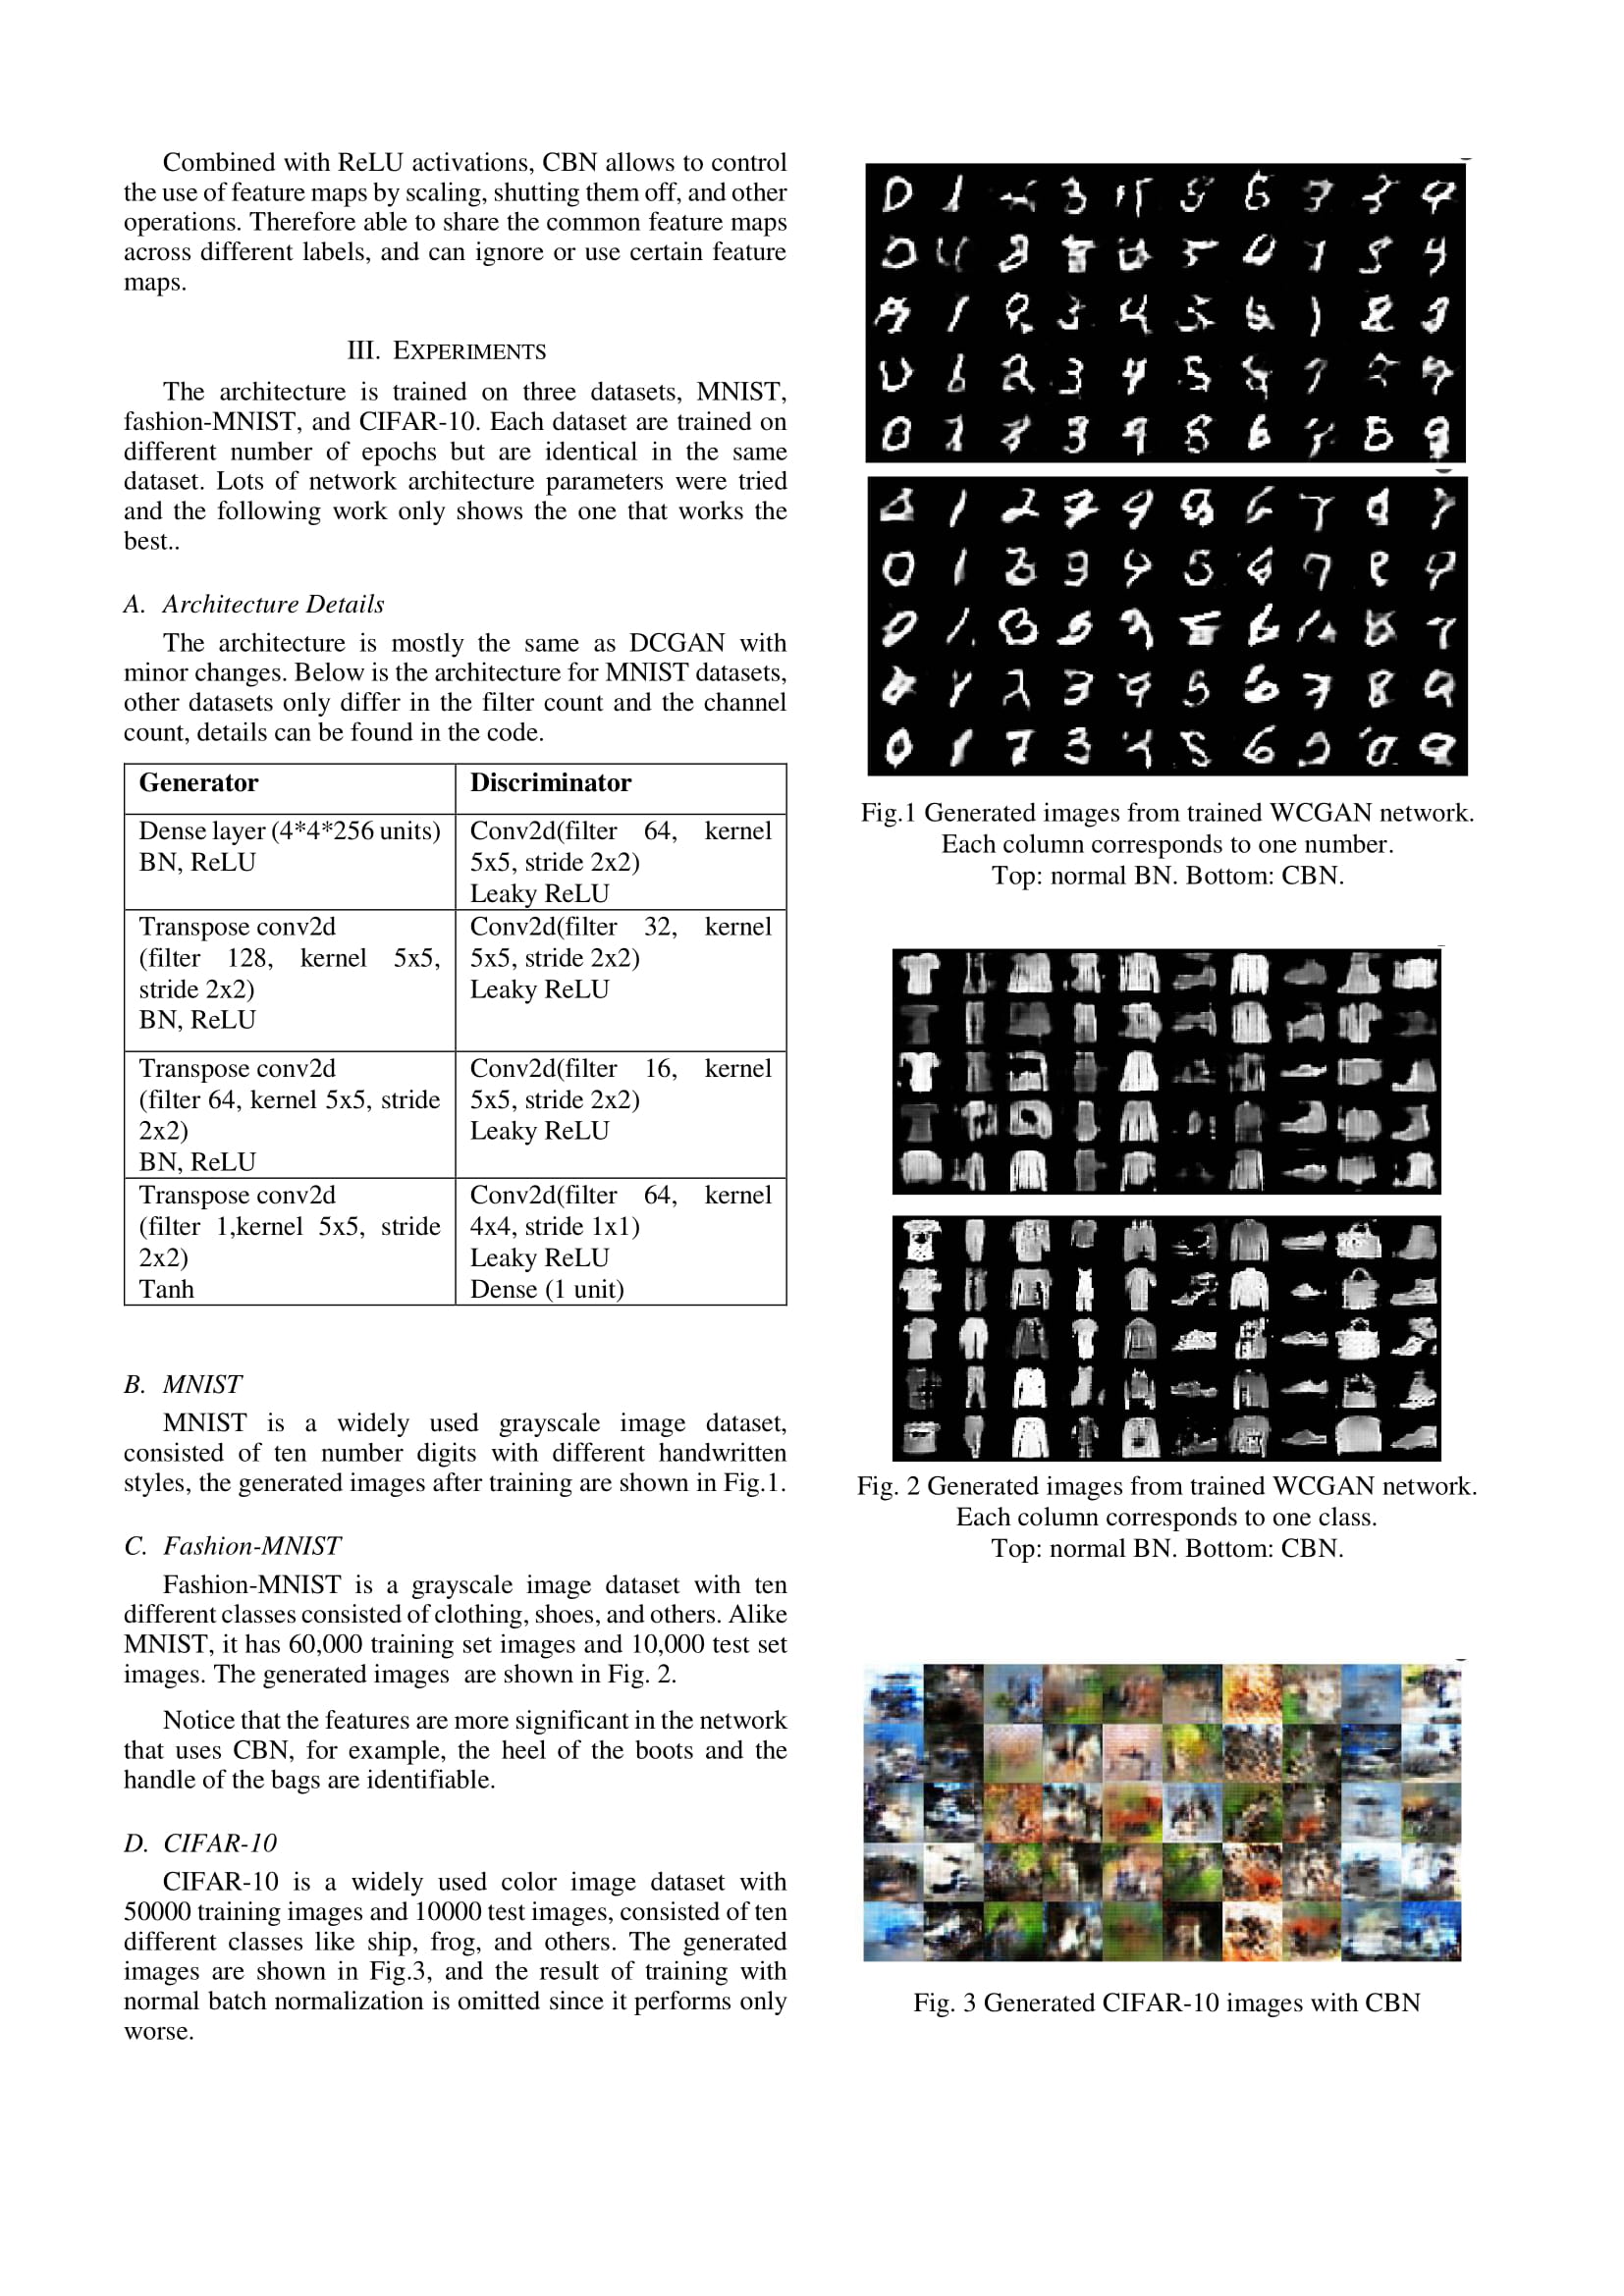 Combined with ReLU activations, CBN allows to control
the use of feature maps by scaling, shutting them off, and other
operations. Therefore able to share the common feature maps
across different labels, and can ignore or use certain feature
maps.
III. EXPERIMENTS
The architecture is trained on three datasets, MNIST,
fashion-MNIST, and CIFAR-10. Each dataset are trained on
different number of epochs but are identical in the same
dataset. Lots of network architecture parameters were tried
and the following work only shows the one that works the
best..
A. Architecture Details
The architecture is mostly the same as DCGAN with
minor changes. Below is the architecture for MNIST datasets,
other datasets only differ in the filter count and the channel
count, details can be found in the code.
Generator
Discriminator
Dense layer (4*4*256 units)
BN, ReLU
Conv2d(filter 64, kernel
5x5, stride 2x2)
Leaky ReLU
Transpose conv2d
(filter 128, kernel 5x5,
stride 2x2)
BN, ReLU
Conv2d(filter 32, kernel
5x5, stride 2x2)
Leaky ReLU
Transpose conv2d
(filter 64, kernel 5x5, stride
2x2)
BN, ReLU
Conv2d(filter 16, kernel
5x5, stride 2x2)
Leaky ReLU
Transpose conv2d
(filter 1,kernel 5x5, stride
2x2)
Tanh
Conv2d(filter 64, kernel
4x4, stride 1x1)
Leaky ReLU
Dense (1 unit)
B. MNIST
MNIST is a widely used grayscale image dataset,
consisted of ten number digits with different handwritten
styles, the generated images after training are shown in Fig.1.
C. Fashion-MNIST
Fashion-MNIST is a grayscale image dataset with ten
different classes consisted of clothing, shoes, and others. Alike
MNIST, it has 60,000 training set images and 10,000 test set
images. The generated images are shown in Fig. 2.
Notice that the features are more significant in the network
that uses CBN, for example, the heel of the boots and the
handle of the bags are identifiable.
D. CIFAR-10
CIFAR-10 is a widely used color image dataset with
50000 training images and 10000 test images, consisted of ten
different classes like ship, frog, and others. The generated
images are shown in Fig.3, and the result of training with
normal batch normalization is omitted since it performs only
worse.
Fig.1 Generated images from trained WCGAN network.
Each column corresponds to one number.
Top: normal BN. Bottom: CBN.
Fig. 2 Generated images from trained WCGAN network.
Each column corresponds to one class.
Top: normal BN. Bottom: CBN.
Fig. 3 Generated CIFAR-10 images with CBN